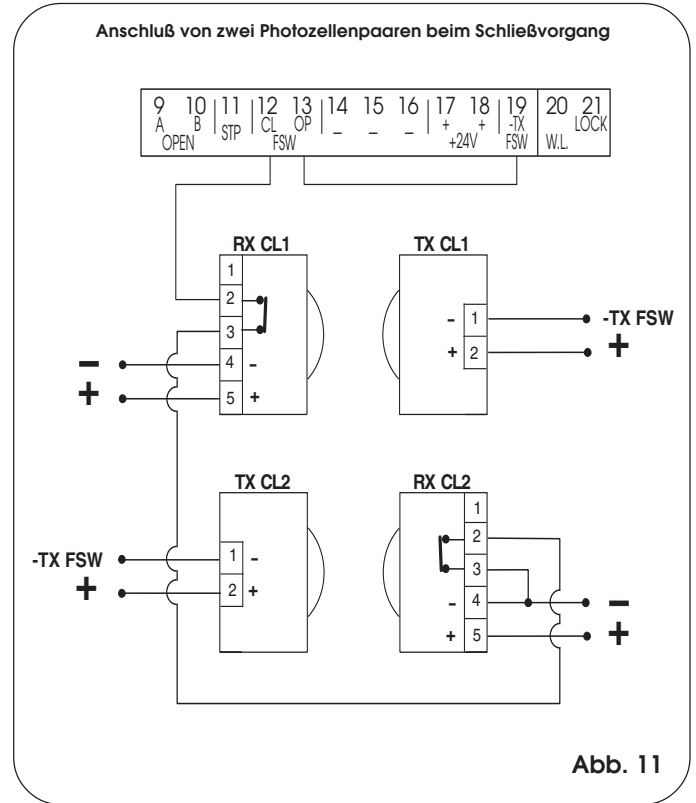 Anschluß von zwei Photozellenpaaren beim Schließvorgang
9 10 11 12 13 14 15 16 17 18 19 20 21
A B STP CL OP – – – + + -TX W.L. LOCK
OPEN FSW +24V FSW
RX CL1 TX CL1
1
2
3
4 -
5 +
–
+
- 1 -TX FSW
+ 2 +
TX CL2 RX CL2
-TX FSW 1 -
+ 2 +
1
2
3
- 4 –
+ 5 +
Abb. 11